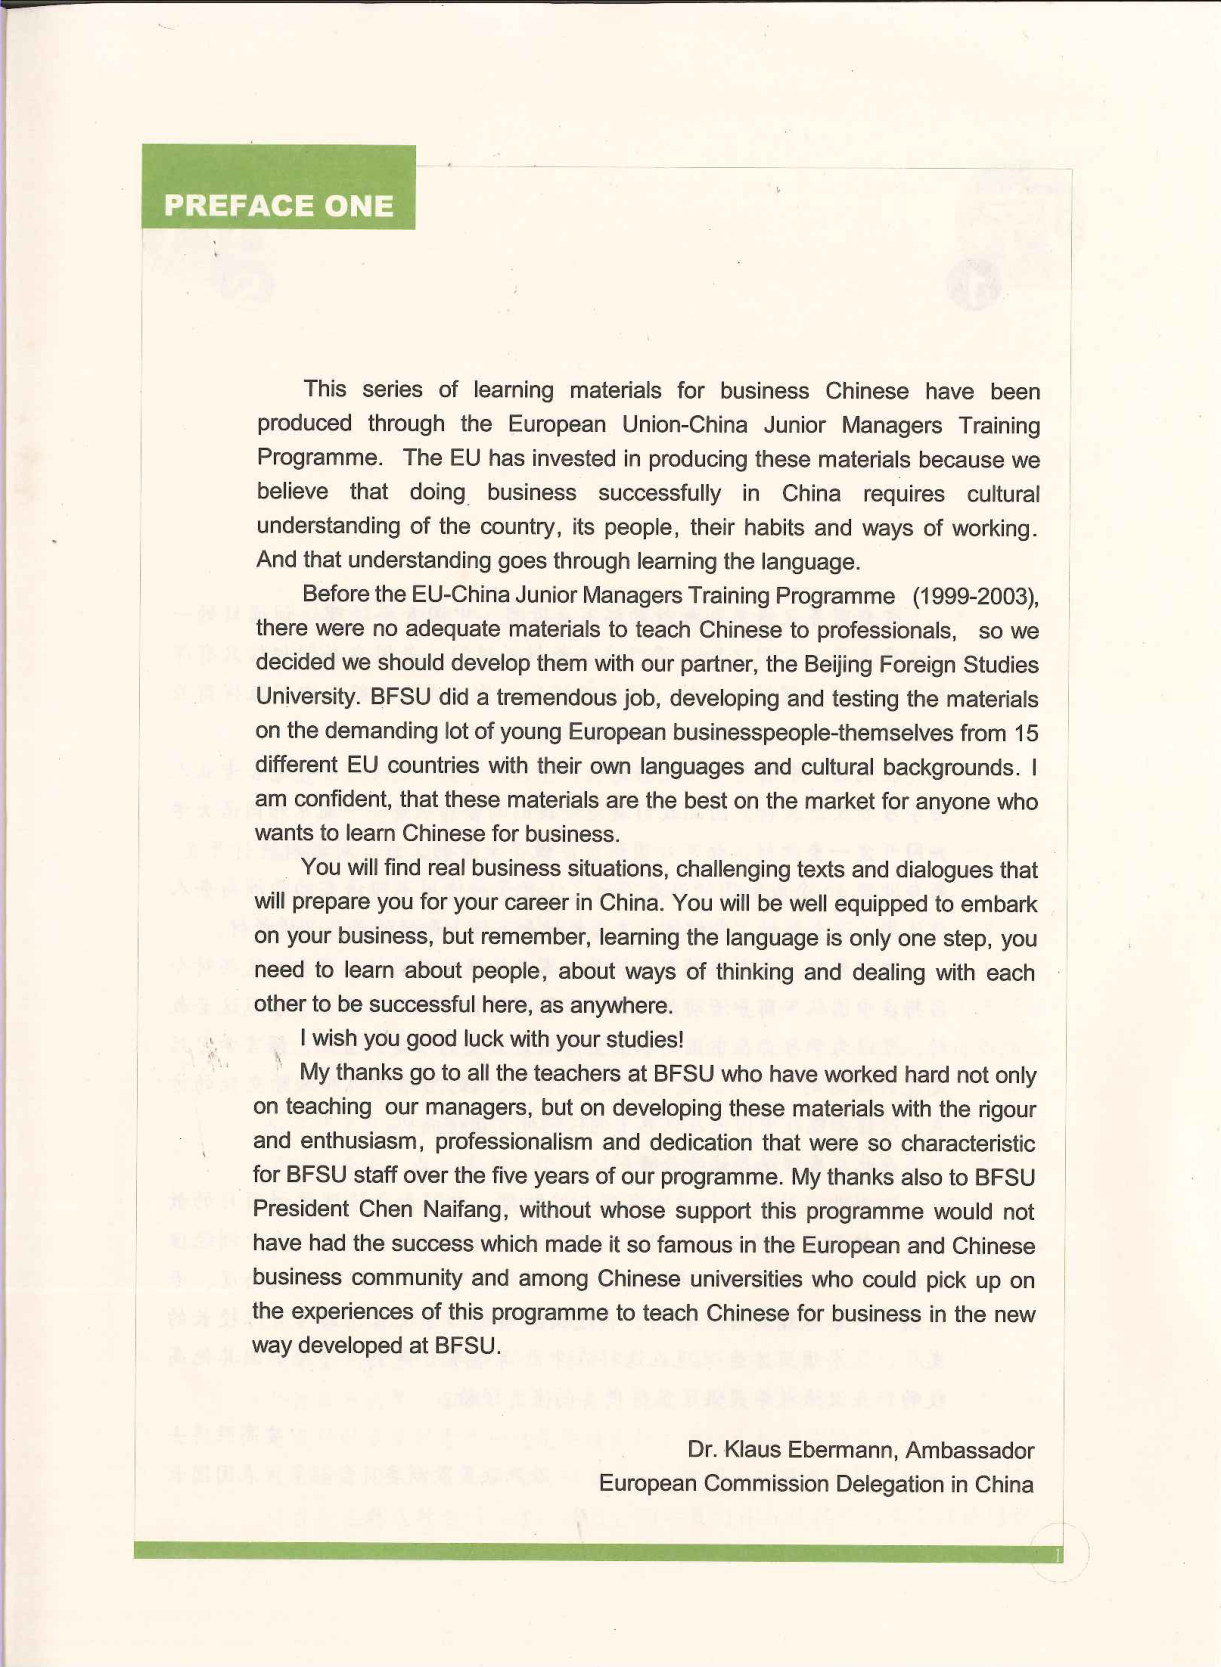 PREFACE ONE
This series of learning materials for business Chinese have been
produced through the European Union-China Junior Managers Training
Programme. The EU has invested in producing these materials because we
believe that doing business successfully in China requires cultural
understanding of the country, its people, their habits and ways of working.
And that understanding goes through learning the language.
Before the EU-China Junior Managers Training Programme (1999-2003),
there were no adequate materials to teach Chinese to professionals, so we
decided we should develop them with our partner, the Beijing Foreign Studies
University. BFSU did a tremendous job, developing and testing the materials
on the demanding lot of young European businesspeople-themselves from 15
different EU countries with their own languages and cultural backgrounds. I
am confident, that these materials are the best on the market for anyone who
wants to learn Chinese for business.
You will find real business situations, challenging texts and dialogues that
will prepare you for your career in China. You will be well equipped to embark
on your business, but remember, learning the language is only one step, you
need to learn about people, about ways of thinking and dealing with each
other to be successful here, as anywhere.
I wish you good luck with your studies!
My thanks go to all the teachers at BFSU who have worked hard not only
on teaching our managers, but on developing these materials with the rigour
and enthusiasm, professionalism and dedication that were so characteristic
for BFSU staff over the five years of our programme. My thanks also to BFSU
President Chen Naifang, without whose support this programme would not
have had the success which made it so famous in the European and Chinese
business community and among Chinese universities who could pick up on
the experiences of this programme to teach Chinese for business in the new
way developed at BFSU.
Dr. Klaus Ebermann, Ambassador
European Commission Delegation in China